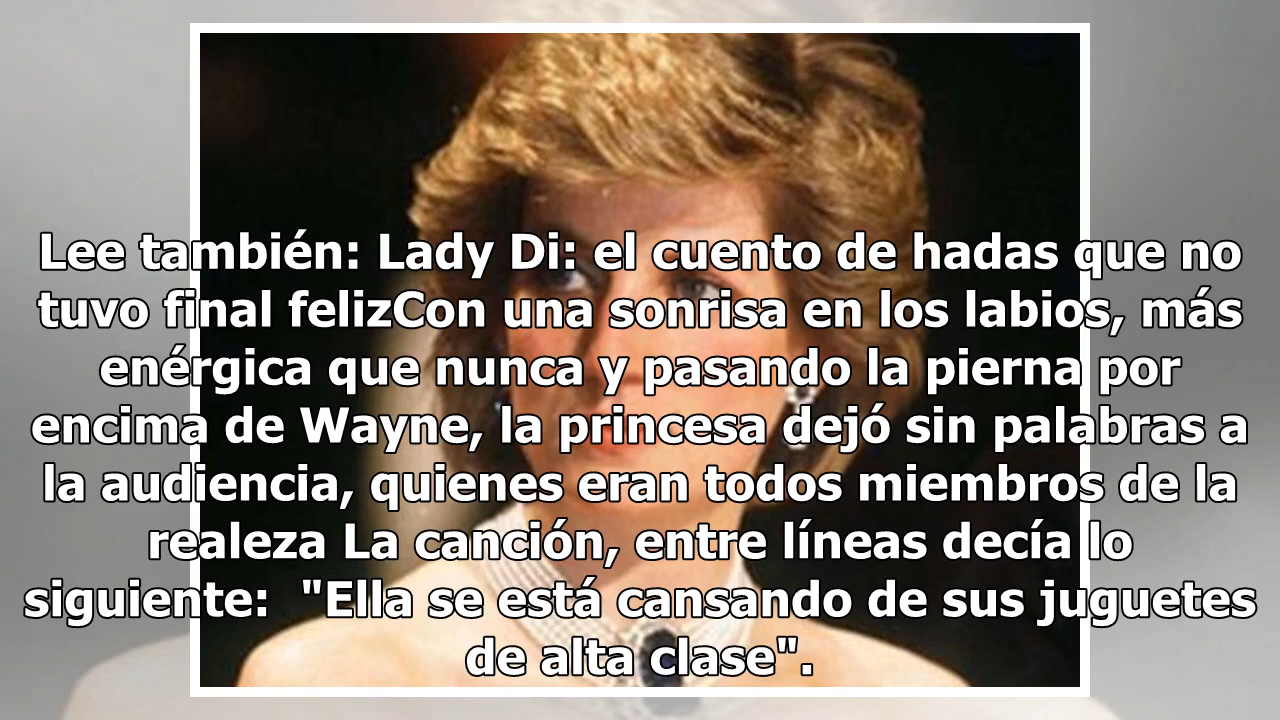 Lee también: Lady Di: el cuento de hadas que no
tuvo final felizCon una sonrisa en los labios, más
enérgica que nunca y pasando la pierna por
encima de Wayne, la princesa dejó sin palabras a
la audiencia, quienes eran todos miembros de la
realeza La canción, entre líneas decía lo
siguiente:  "Ella se está cansando de sus juguetes
de alta clase".